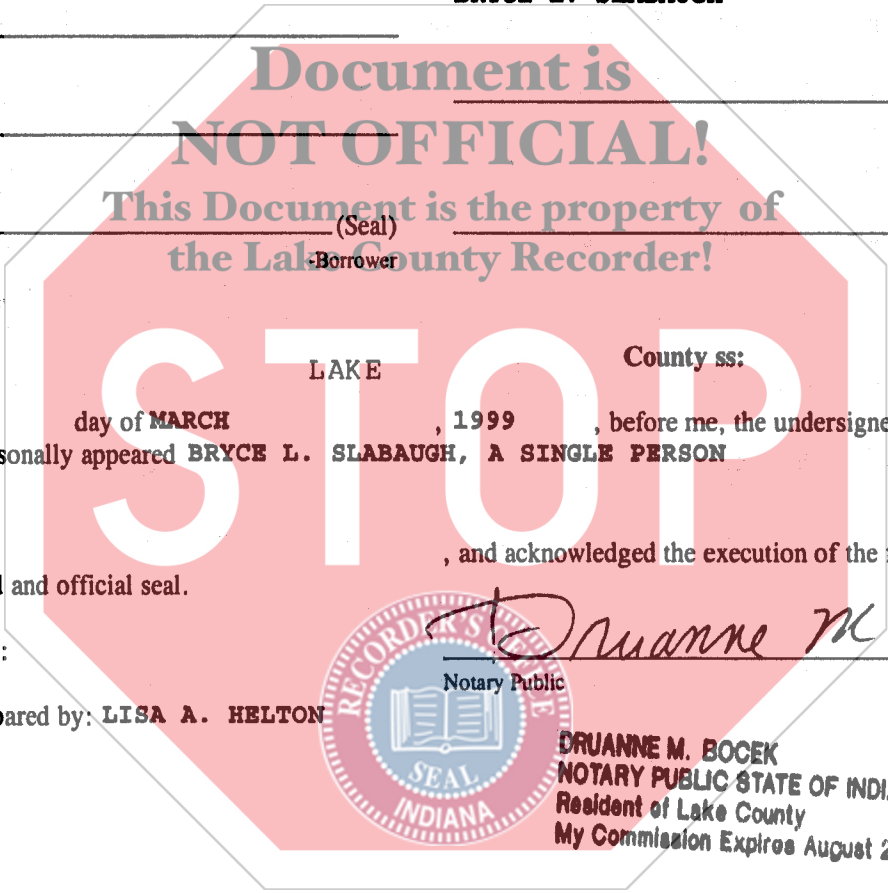 Document is
NOT OFFICIAL!
This Document is the property of
the Lake County Recorder!
(Seal)
-Borrower
STOP
LAKE County ss:
day of MARCH , 1999 , before me, the undersigne
sonally appeared BRYCE L. SLABAUGH, A SINGLE PERSON
, and acknowledged the execution of the
and official seal.
:
Druanne M
Notary Public
ared by: LISA A. HELTON
RECORDER'S
SEAL
INDIANA
DRUANNE M. BOCEK
NOTARY PUBLIC STATE OF INDI
Resident of Lake County
My Commission Expires August 2